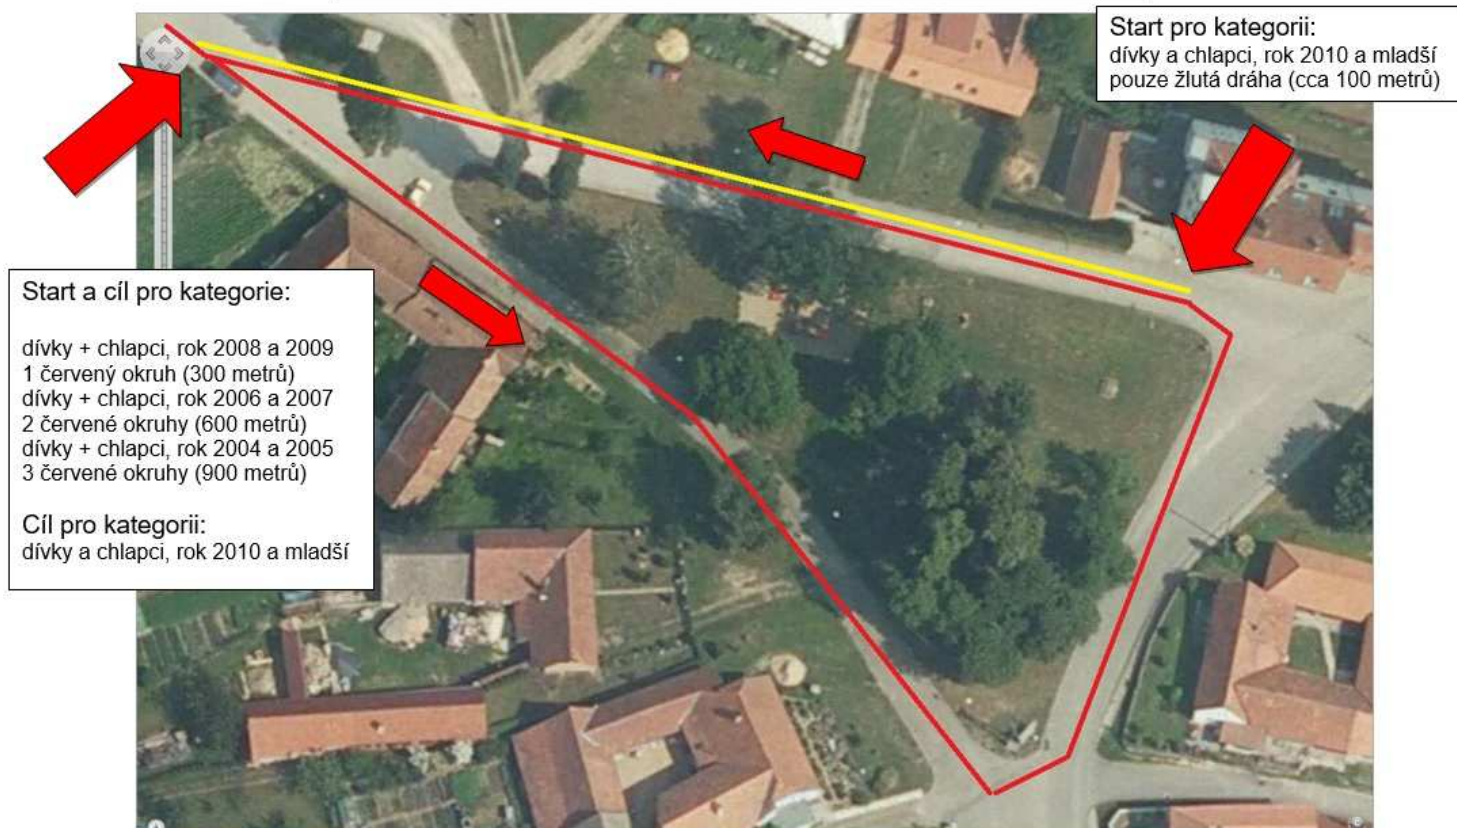 Start pro kategorii:
dívky a chlapci, rok 2010 a mladší
pouze žlutá dráha (cca 100 metrů)
Start a cíl pro kategorie:
dívky + chlapci, rok 2008 a 2009
1 červený okruh (300 metrů)
dívky + chlapci, rok 2006 a 2007
2 červené okruhy (600 metrů)
dívky + chlapci, rok 2004 a 2005
3 červené okruhy (900 metrů)
Cíl pro kategorii:
dívky a chlapci, rok 2010 a mladší